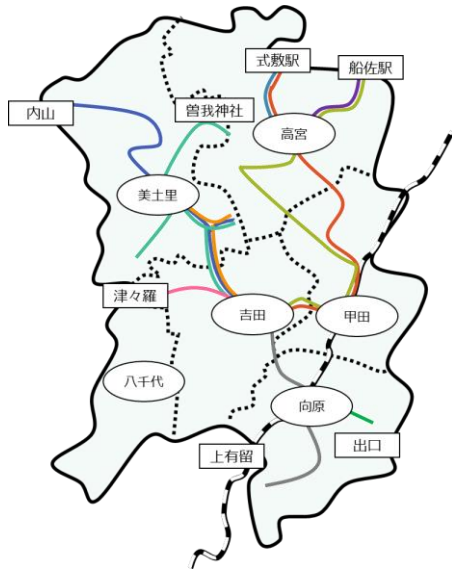 式敷駅
船佐駅
内山
曽我神社
高宮
美土里
津々羅
吉田
甲田
八千代
向原
上有留
出口